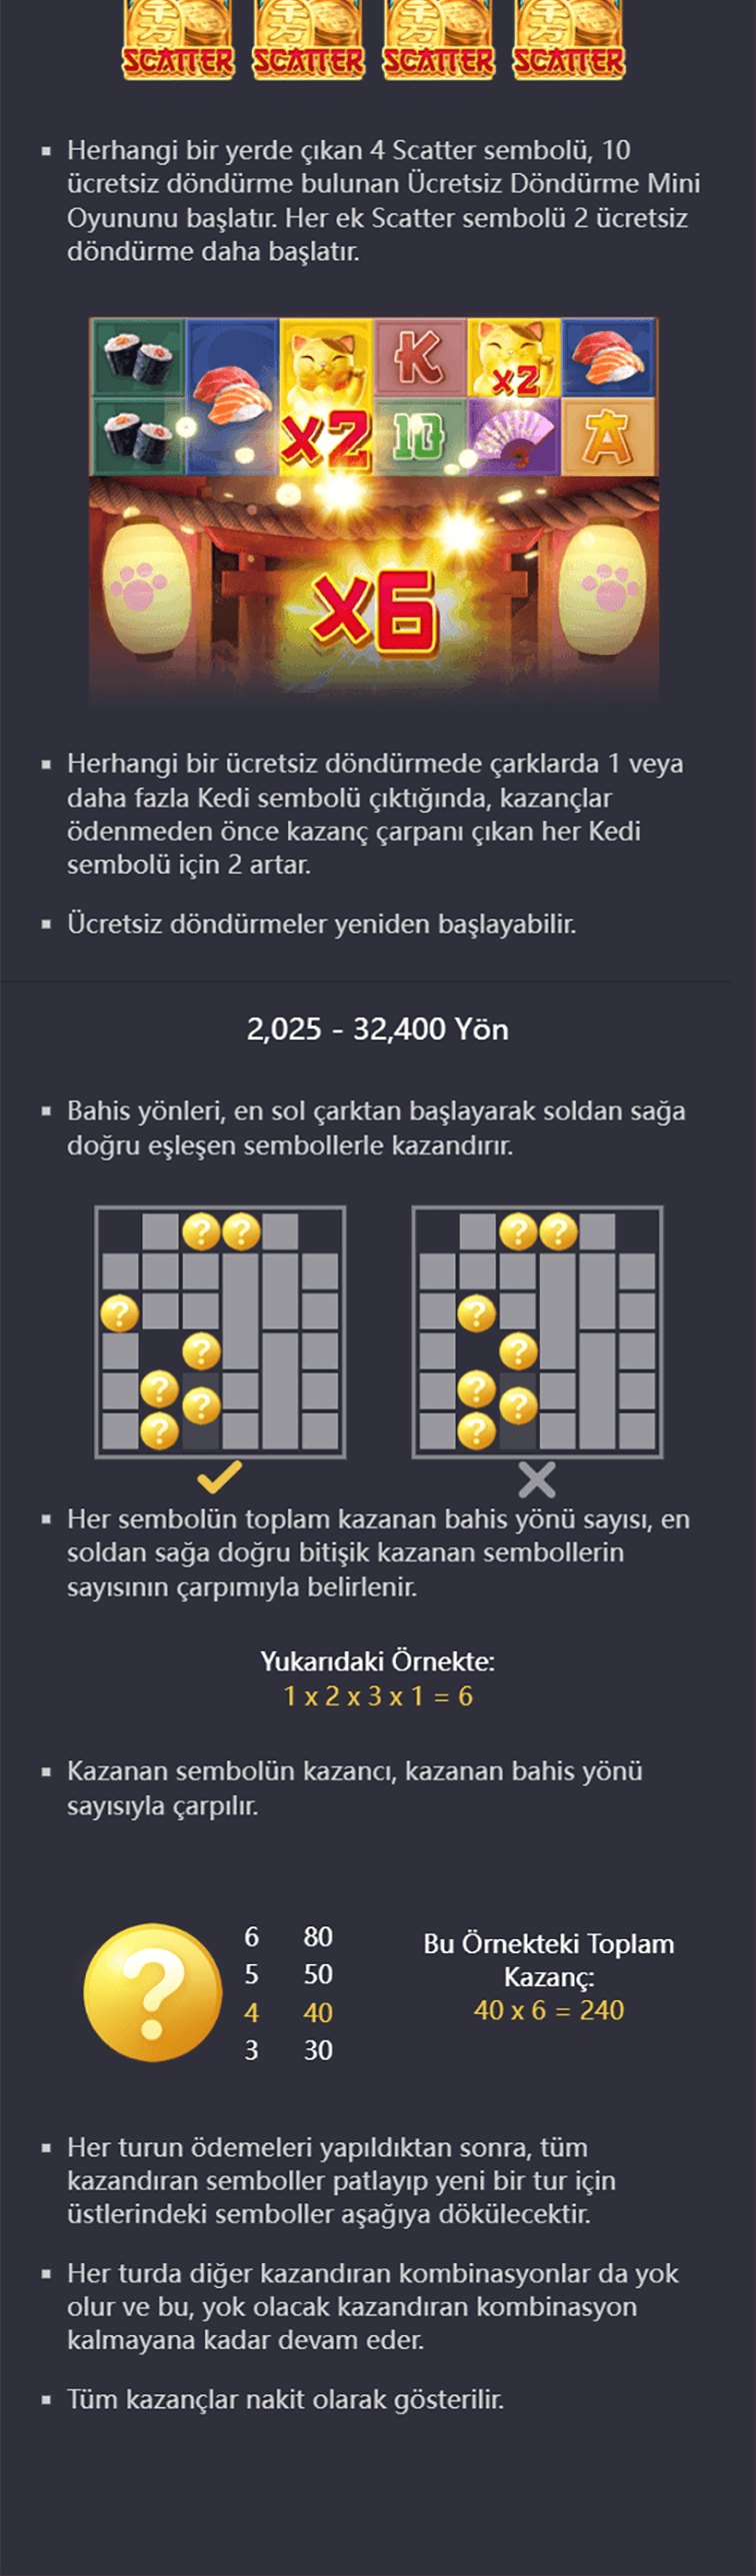 SCATTER SCATTER SCATTER SCATTER
Herhangi bir yerde çıkan 4 Scatter sembolü, 10
ücretsiz döndürme bulunan Ücretsiz Döndürme Mini
Oyununu başlatır. Her ek Scatter sembolü 2 ücretsiz
döndürme daha başlatır.
K x2
x2 10 A
x6
Herhangi bir ücretsiz döndürmede çarklarda 1 veya
daha fazla Kedi sembolü çıktığında, kazançlar
ödenmeden önce kazanç çarpanı çıkan her Kedi
sembolü için 2 artar.
Ücretsiz döndürmeler yeniden başlayabilir.
2,025 - 32,400 Yön
Bahis yönleri, en sol çarktan başlayarak soldan sağa
doğru eşleşen sembollerle kazandırır.
? ? ? ?
? ?
? ?
? ? ? ?
? ?
Her sembolün toplam kazanan bahis yönü sayısı, en
soldan sağa doğru bitişik kazanan sembollerin
sayısının çarpımıyla belirlenir.
Yukarıdaki Örnekte:
1 x 2 x 3 x 1 = 6
Kazanan sembolün kazancı, kazanan bahis yönü
sayısıyla çarpılır.
?
6 80
5 50
4 40
3 30
Bu Örnekteki Toplam
Kazanç:
40 x 6 = 240
Her turun ödemeleri yapıldıktan sonra, tüm
kazandıran semboller patlayıp yeni bir tur için
üstlerindeki semboller aşağıya dökülecektir.
Her turda diğer kazandıran kombinasyonlar da yok
olur ve bu, yok olacak kazandıran kombinasyon
kalmayana kadar devam eder.
Tüm kazançlar nakit olarak gösterilir.